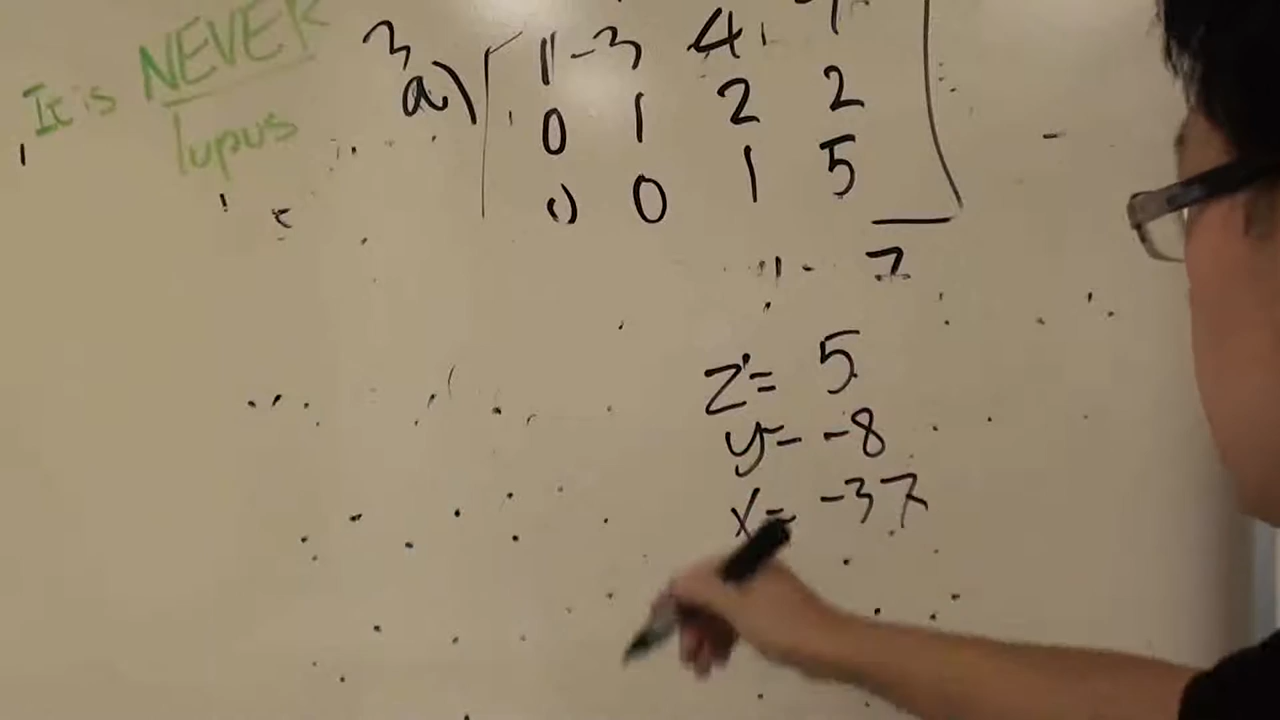 It is NEVER
lupus
3
a)
1 -3 4 7
0 1 2 2
0 0 1 5
z = 5
y = -8
x = -37